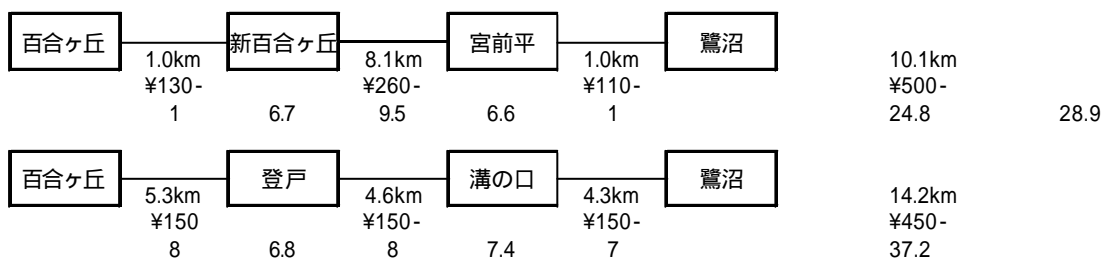 百合ヶ丘 新百合ヶ丘 宮前平 鷺沼
1.0km 8.1km 1.0km 10.1km
¥130- ¥260- ¥110- ¥500-
1 6.7 9.5 6.6 1 24.8 28.9
百合ヶ丘 登戸 溝の口 鷺沼
5.3km 4.6km 4.3km 14.2km
¥150 ¥150- ¥150- ¥450-
8 6.8 8 7.4 7 37.2